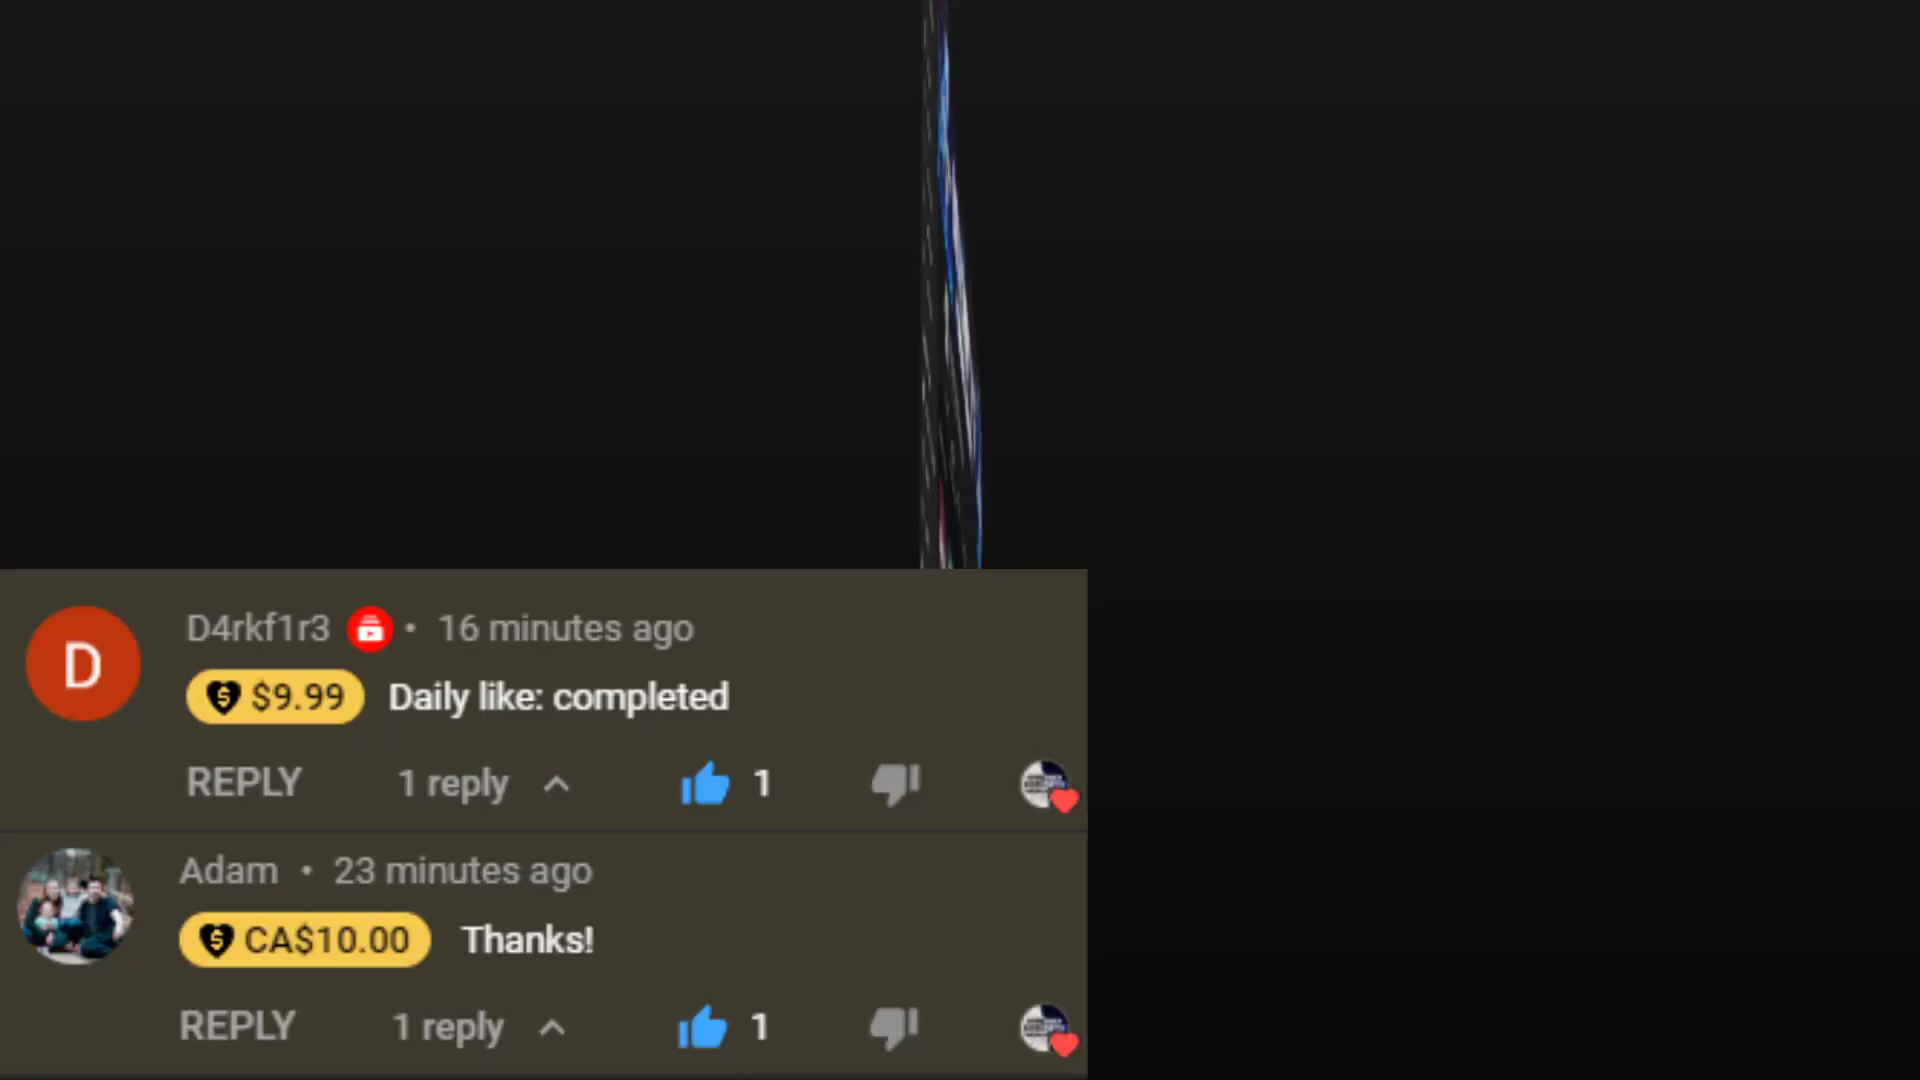 D
D4rkf1r3 • 16 minutes ago
$9.99 Daily like: completed
REPLY 1 reply 1
Adam • 23 minutes ago
CA$10.00 Thanks!
REPLY 1 reply 1